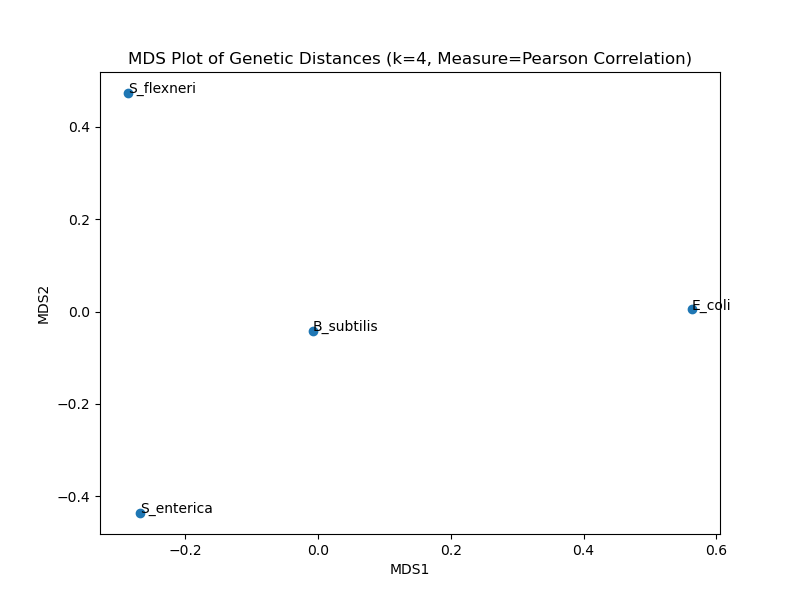 MDS Plot of Genetic Distances (k=4, Measure=Pearson Correlation)
S_flexneri
0.4
0.2
MDS2
0.0
E_coli
B_subtilis
−0.2
−0.4
S_enterica
−0.2
0.0
0.2
0.4
0.6
MDS1